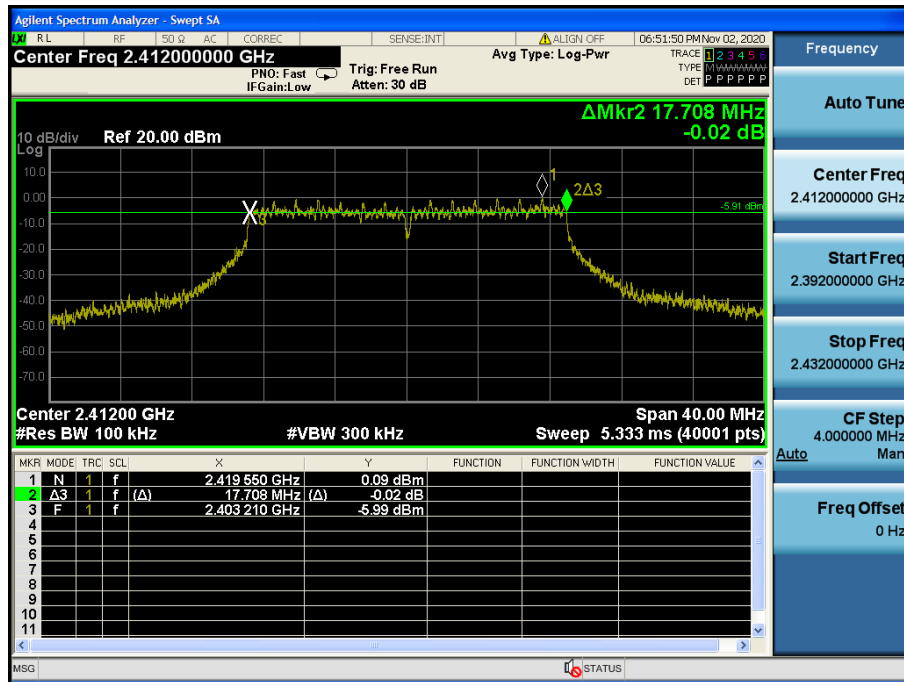 Agilent Spectrum Analyzer - Swept SA
LXI RL RF 50 Ω AC CORREC SENSE:INT ALIGN OFF 06:51:50 PM Nov 02, 2020
Center Freq 2.412000000 GHz
PNO: Fast
IFGain:Low
Trig: Free Run
Atten: 30 dB
Avg Type: Log-Pwr
TRACE 1 2 3 4 5 6
TYPE MWWWWW
DET P P P P P P
ΔMkr2 17.708 MHz
-0.02 dB
10 dB/div Ref 20.00 dBm
Log
10.0
0.00
-10.0
-20.0
-30.0
-40.0
-50.0
-60.0
-70.0
1
2Δ3
3
-5.91 dBm
Center 2.41200 GHz Span 40.00 MHz
#Res BW 100 kHz #VBW 300 kHz Sweep 5.333 ms (40001 pts)
MKR MODE TRC SCL X Y FUNCTION FUNCTION WIDTH FUNCTION VALUE
1 N 1 f 2.419 550 GHz 0.09 dBm
2 Δ3 1 f (Δ) 17.708 MHz (Δ) -0.02 dB
3 F 1 f 2.403 210 GHz -5.99 dBm
4
5
6
7
8
9
10
11
MSG STATUS
Frequency
Auto Tune
Center Freq
2.412000000 GHz
Start Freq
2.392000000 GHz
Stop Freq
2.432000000 GHz
CF Step
4.000000 MHz
Auto Man
Freq Offset
0 Hz